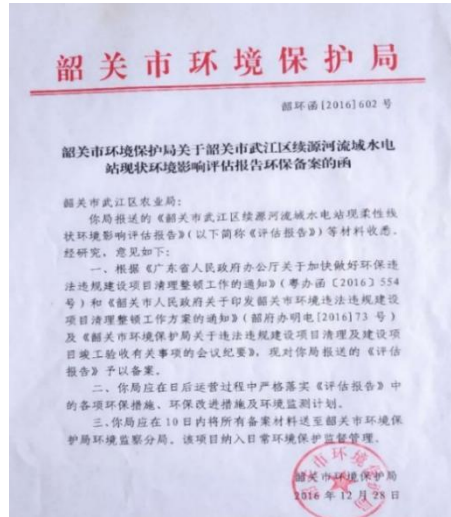 韶关市环境保护局
韶环函[2016]602 号
韶关市环境保护局关于韶关市武江区续源河流域水电
站现状环境影响评估报告环保备案的函
韶关市武江区农业局：
你局报送的《韶关市武江区续源河流域水电站现柔性线
状环境影响评估报告》（以下简称《评估报告》）等材料收悉。
经研究，意见如下：
一、根据《广东省人民政府办公厅关于加快做好环保违
法违规建设项目清理整顿工作的通知》（粤办函〔2016〕554
号）和《韶关市人民政府关于印发韶关市环境违法违规建设
项目清理整顿工作方案的通知》（韶府办明电[2016]73 号）
及《韶关市环境保护局关于违法违规建设项目清理及建设项
目竣工验收有关事项的会议纪要》，现对你局报送的《评估
报告》予以备案。
二、你局应在日后运营过程中严格落实《评估报告》中
的各项环保措施、环保改进措施及环境监测计划。
三、你局应在 10 日内将所有备案材料送至韶关市环境保
护局环境监察分局。该项目纳入日常环境保护监督管理。
韶关市环境保护局
2016 年 12 月 28 日